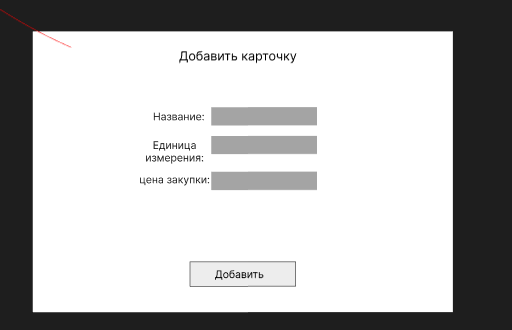 Добавить карточку
Название:
Единица
измерения:
цена закупки:
Добавить